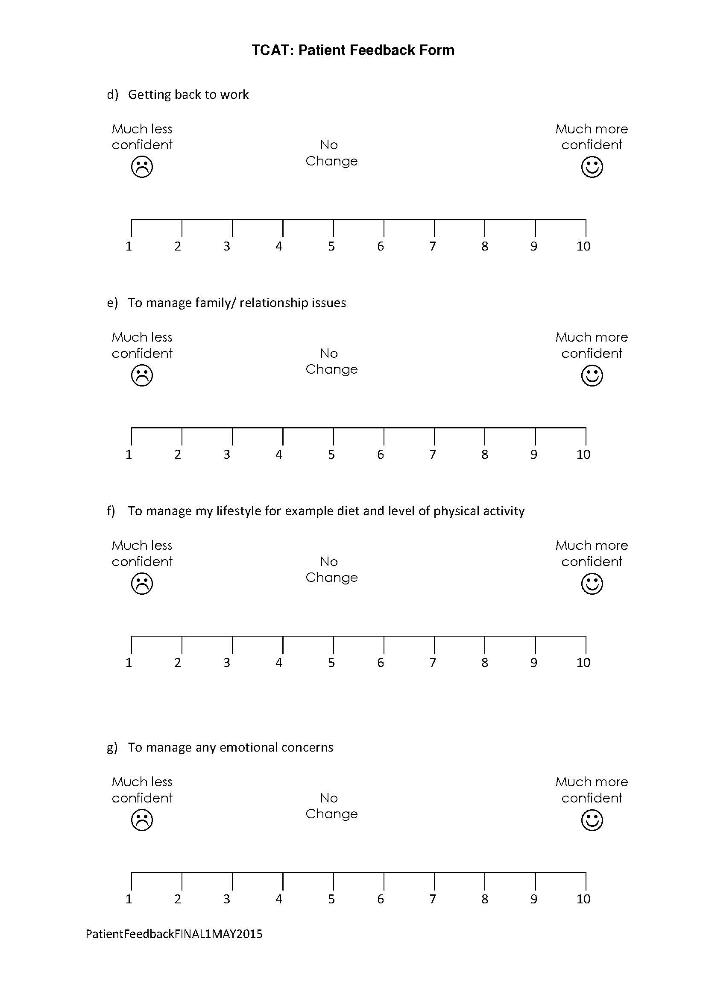 TCAT: Patient Feedback Form
d) Getting back to work
Much less
confident
No
Change
Much more
confident
1 2 3 4 5 6 7 8 9 10
e) To manage family/ relationship issues
Much less
confident
No
Change
Much more
confident
1 2 3 4 5 6 7 8 9 10
f) To manage my lifestyle for example diet and level of physical activity
Much less
confident
No
Change
Much more
confident
1 2 3 4 5 6 7 8 9 10
g) To manage any emotional concerns
Much less
confident
No
Change
Much more
confident
1 2 3 4 5 6 7 8 9 10
PatientFeedbackFINAL1MAY2015